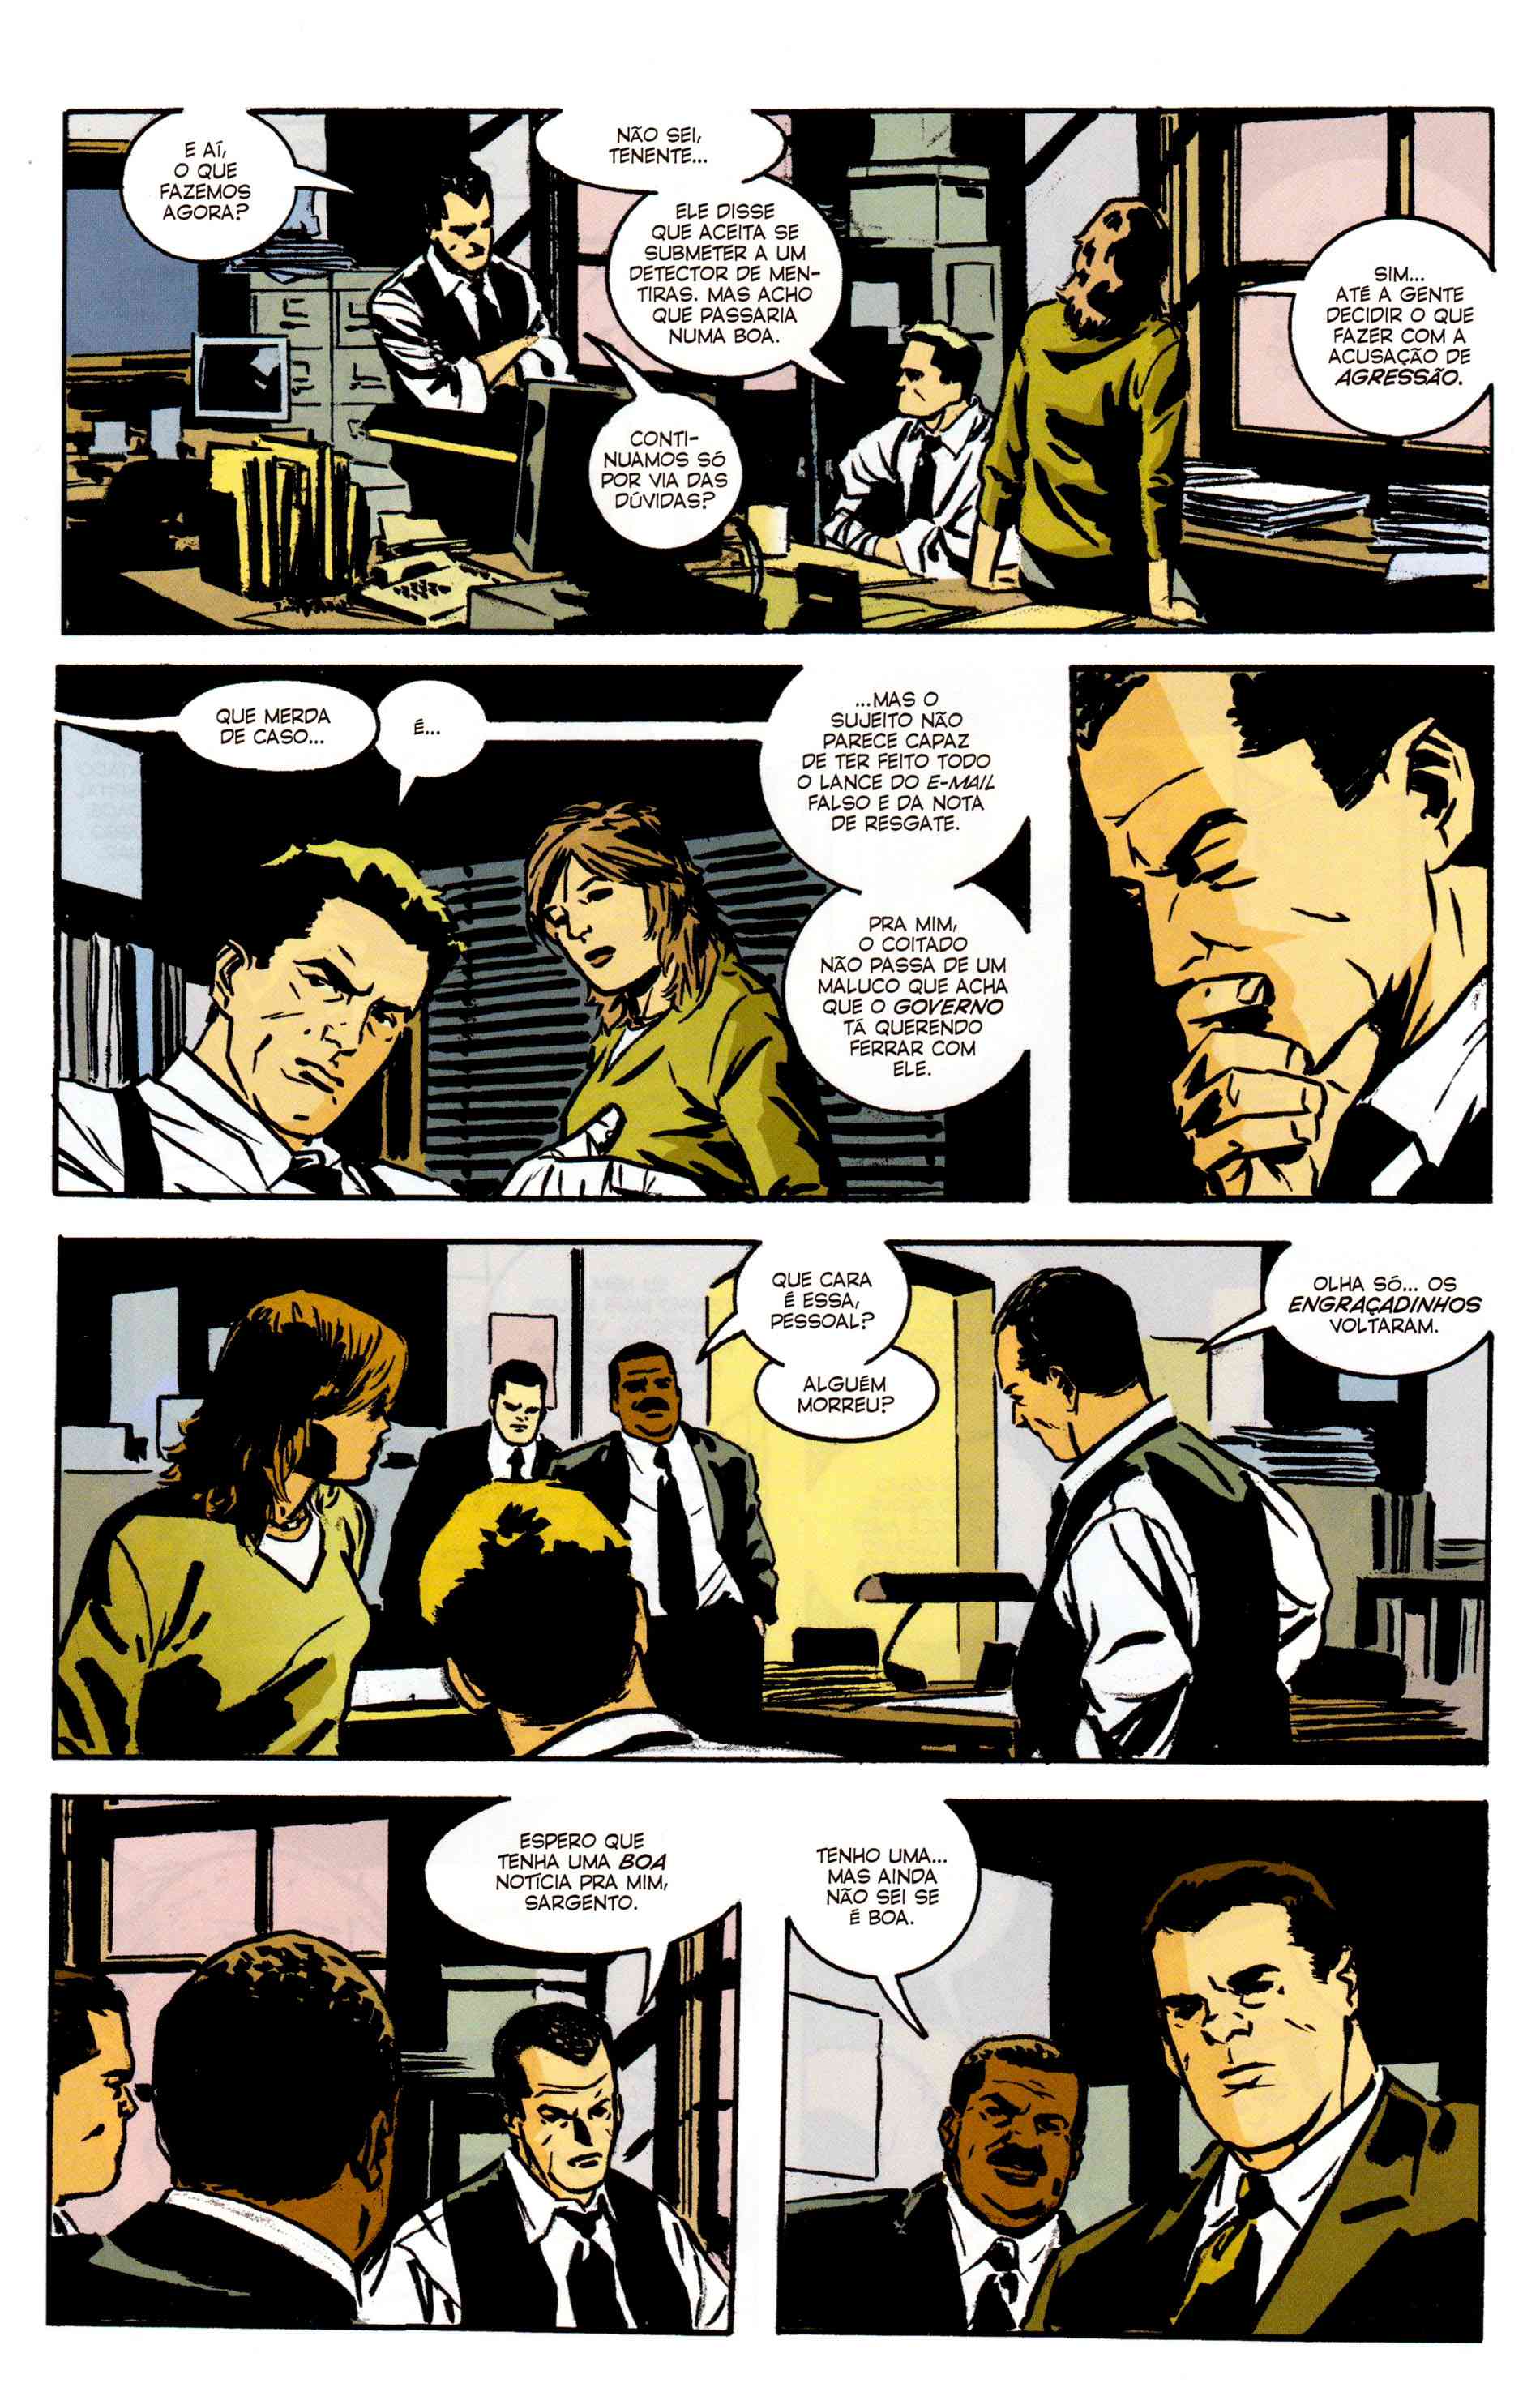 E AÍ,
O QUE
FAZEMOS
AGORA?
NÃO SEI,
TENENTE...
ELE DISSE
QUE ACEITA SE
SUBMETER A UM
DETECTOR DE MEN-
TIRAS. MAS ACHO
QUE PASSARIA
NUMA BOA.
CONTI-
NUAMOS SÓ
POR VIA DAS
DÚVIDAS?
SIM...
ATÉ A GENTE
DECIDIR O QUE
FAZER COM A
ACUSAÇÃO DE
AGRESSÃO.
QUE MERDA
DE CASO...
É...
...MAS O
SUJEITO NÃO
PARECE CAPAZ
DE TER FEITO TODO
O LANCE DO E-MAIL
FALSO E DA NOTA
DE RESGATE.
PRA MIM,
O COITADO
NÃO PASSA DE UM
MALUCO QUE ACHA
QUE O GOVERNO
TÁ QUERENDO
FERRAR COM
ELE.
QUE CARA
É ESSA,
PESSOAL?
ALGUÉM
MORREU?
OLHA SÓ... OS
ENGRAÇADINHOS
VOLTARAM.
ESPERO QUE
TENHA UMA BOA
NOTÍCIA PRA MIM,
SARGENTO.
TENHO UMA...
MAS AINDA
NÃO SEI SE
É BOA.